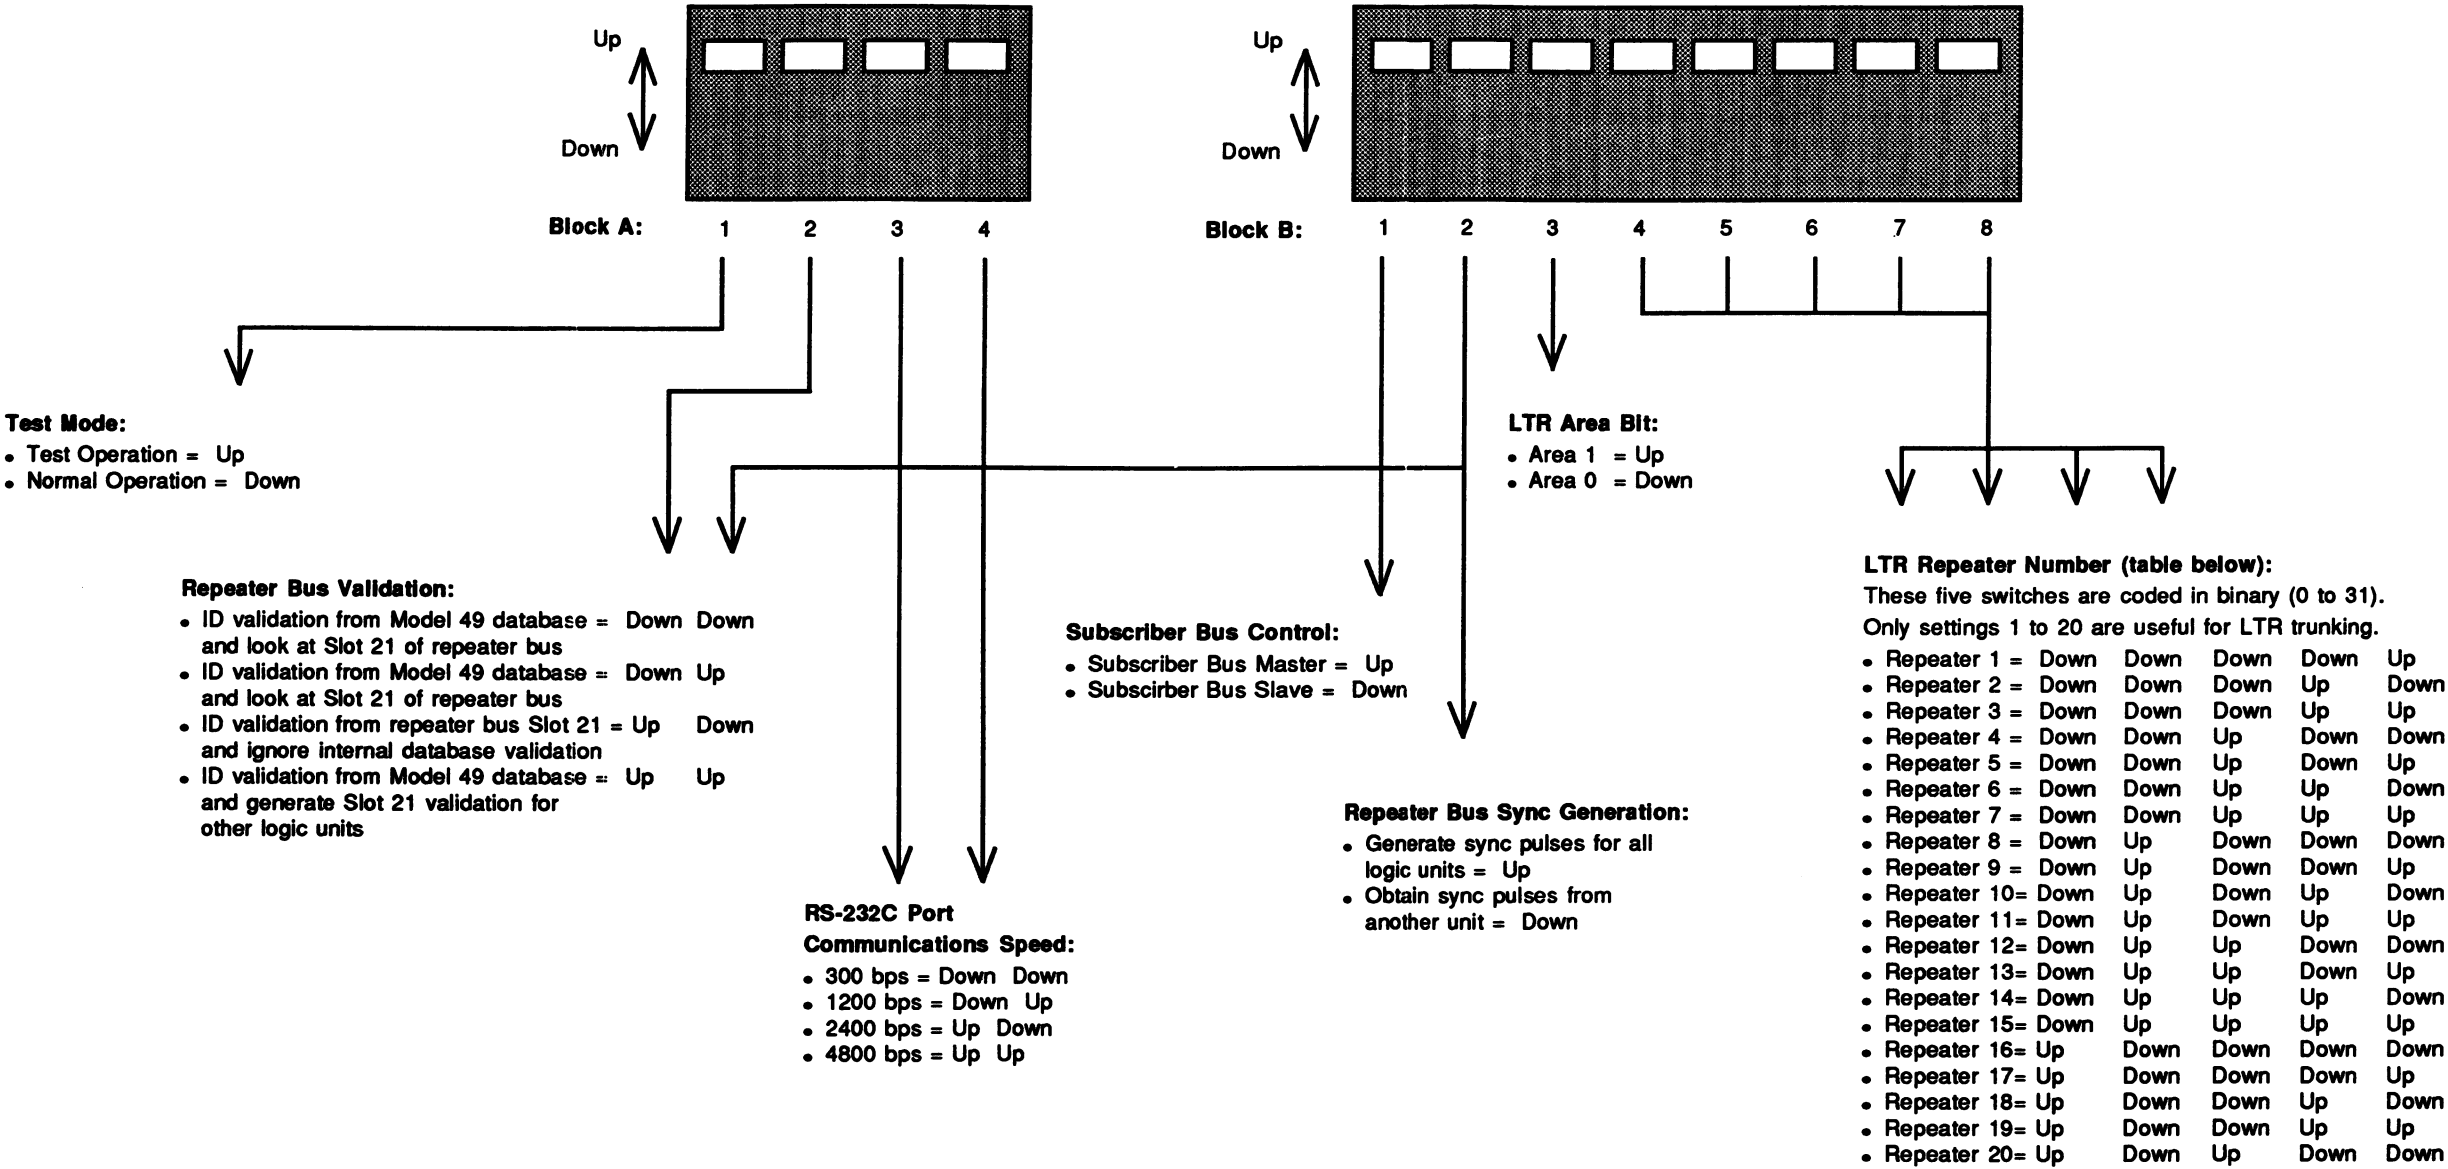 Up
Down
Up
Down
Block A: 1 2 3 4
Block B: 1 2 3 4 5 6 7 8
Test Mode:
• Test Operation = Up
• Normal Operation = Down
Repeater Bus Validation:
• ID validation from Model 49 database = Down Down
and look at Slot 21 of repeater bus
• ID validation from Model 49 database = Down Up
and look at Slot 21 of repeater bus
• ID validation from repeater bus Slot 21 = Up Down
and ignore internal database validation
• ID validation from Model 49 database = Up Up
and generate Slot 21 validation for
other logic units
RS-232C Port
Communications Speed:
• 300 bps = Down Down
• 1200 bps = Down Up
• 2400 bps = Up Down
• 4800 bps = Up Up
Subscriber Bus Control:
• Subscriber Bus Master = Up
• Subscirber Bus Slave = Down
Repeater Bus Sync Generation:
• Generate sync pulses for all
logic units = Up
• Obtain sync pulses from
another unit = Down
LTR Area Bit:
• Area 1 = Up
• Area 0 = Down
LTR Repeater Number (table below):
These five switches are coded in binary (0 to 31).
Only settings 1 to 20 are useful for LTR trunking.
• Repeater 1 = Down Down Down Down Up
• Repeater 2 = Down Down Down Up Down
• Repeater 3 = Down Down Down Up Up
• Repeater 4 = Down Down Up Down Down
• Repeater 5 = Down Down Up Down Up
• Repeater 6 = Down Down Up Up Down
• Repeater 7 = Down Down Up Up Up
• Repeater 8 = Down Up Down Down Down
• Repeater 9 = Down Up Down Down Up
• Repeater 10= Down Up Down Up Down
• Repeater 11= Down Up Down Up Up
• Repeater 12= Down Up Up Down Down
• Repeater 13= Down Up Up Down Up
• Repeater 14= Down Up Up Up Down
• Repeater 15= Down Up Up Up Up
• Repeater 16= Up Down Down Down Down
• Repeater 17= Up Down Down Down Up
• Repeater 18= Up Down Down Up Down
• Repeater 19= Up Down Down Up Up
• Repeater 20= Up Down Up Down Down